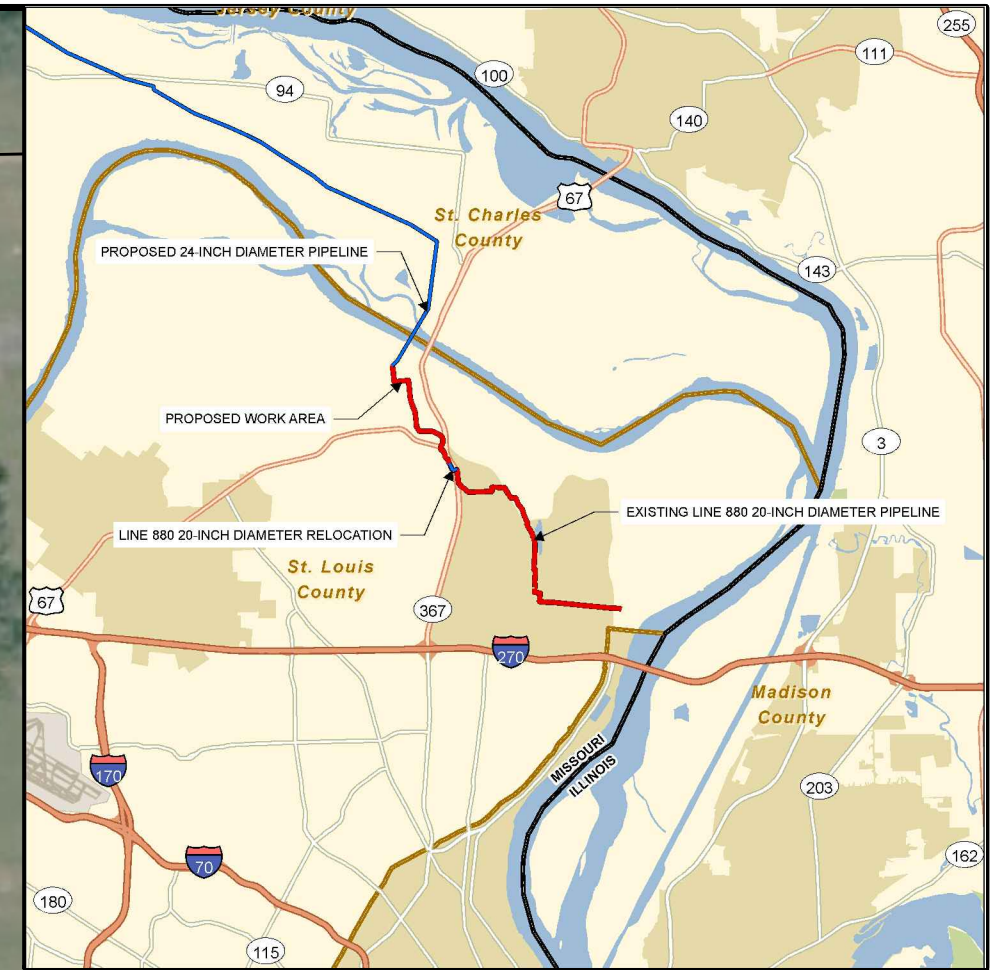 Jersey County
255
111
100
94
140
67
St. Charles
County
PROPOSED 24-INCH DIAMETER PIPELINE
143
PROPOSED WORK AREA
3
EXISTING LINE 880 20-INCH DIAMETER PIPELINE
LINE 880 20-INCH DIAMETER RELOCATION
St. Louis
County
67
367
270
Madison
County
MISSOURI
ILLINOIS
170
203
70
162
180
115